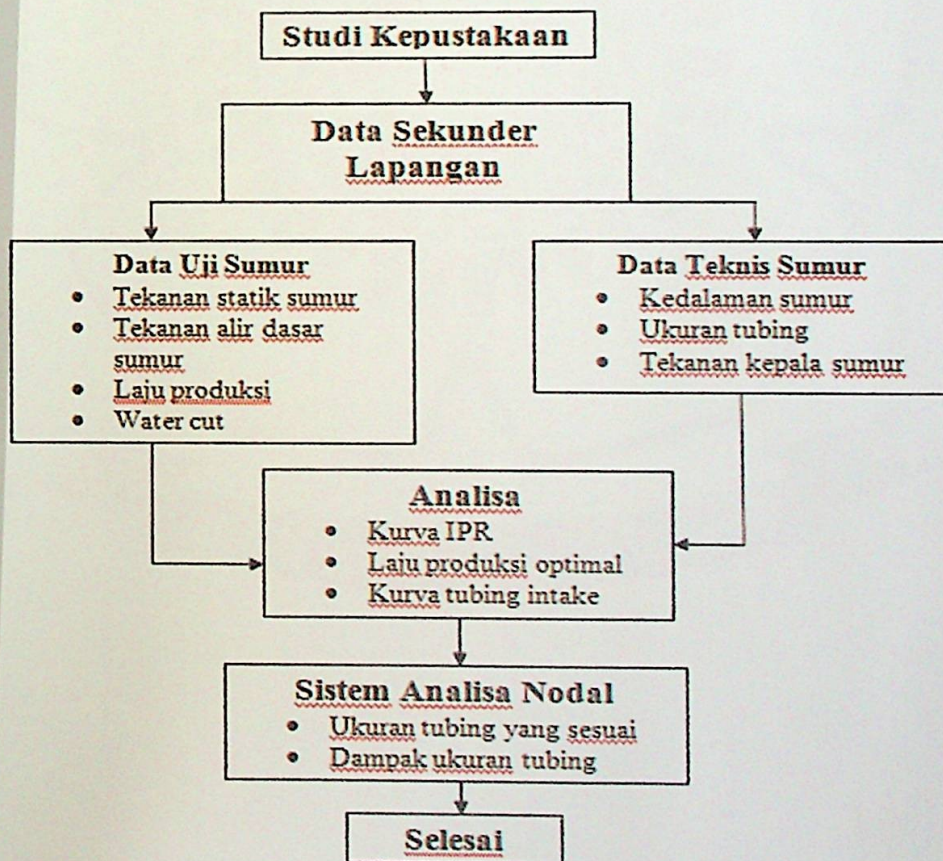 Studi Kepustakaan
Data Sekunder
Lapangan
Data Uji Sumur
• Tekanan statik sumur
• Tekanan alir dasar
sumur
• Laju produksi
• Water cut
Data Teknis Sumur
• Kedalaman sumur
• Ukuran tubing
• Tekanan kepala sumur
Analisa
• Kurva IPR
• Laju produksi optimal
• Kurva tubing intake
Sistem Analisa Nodal
• Ukuran tubing yang sesuai
• Dampak ukuran tubing
Selesai